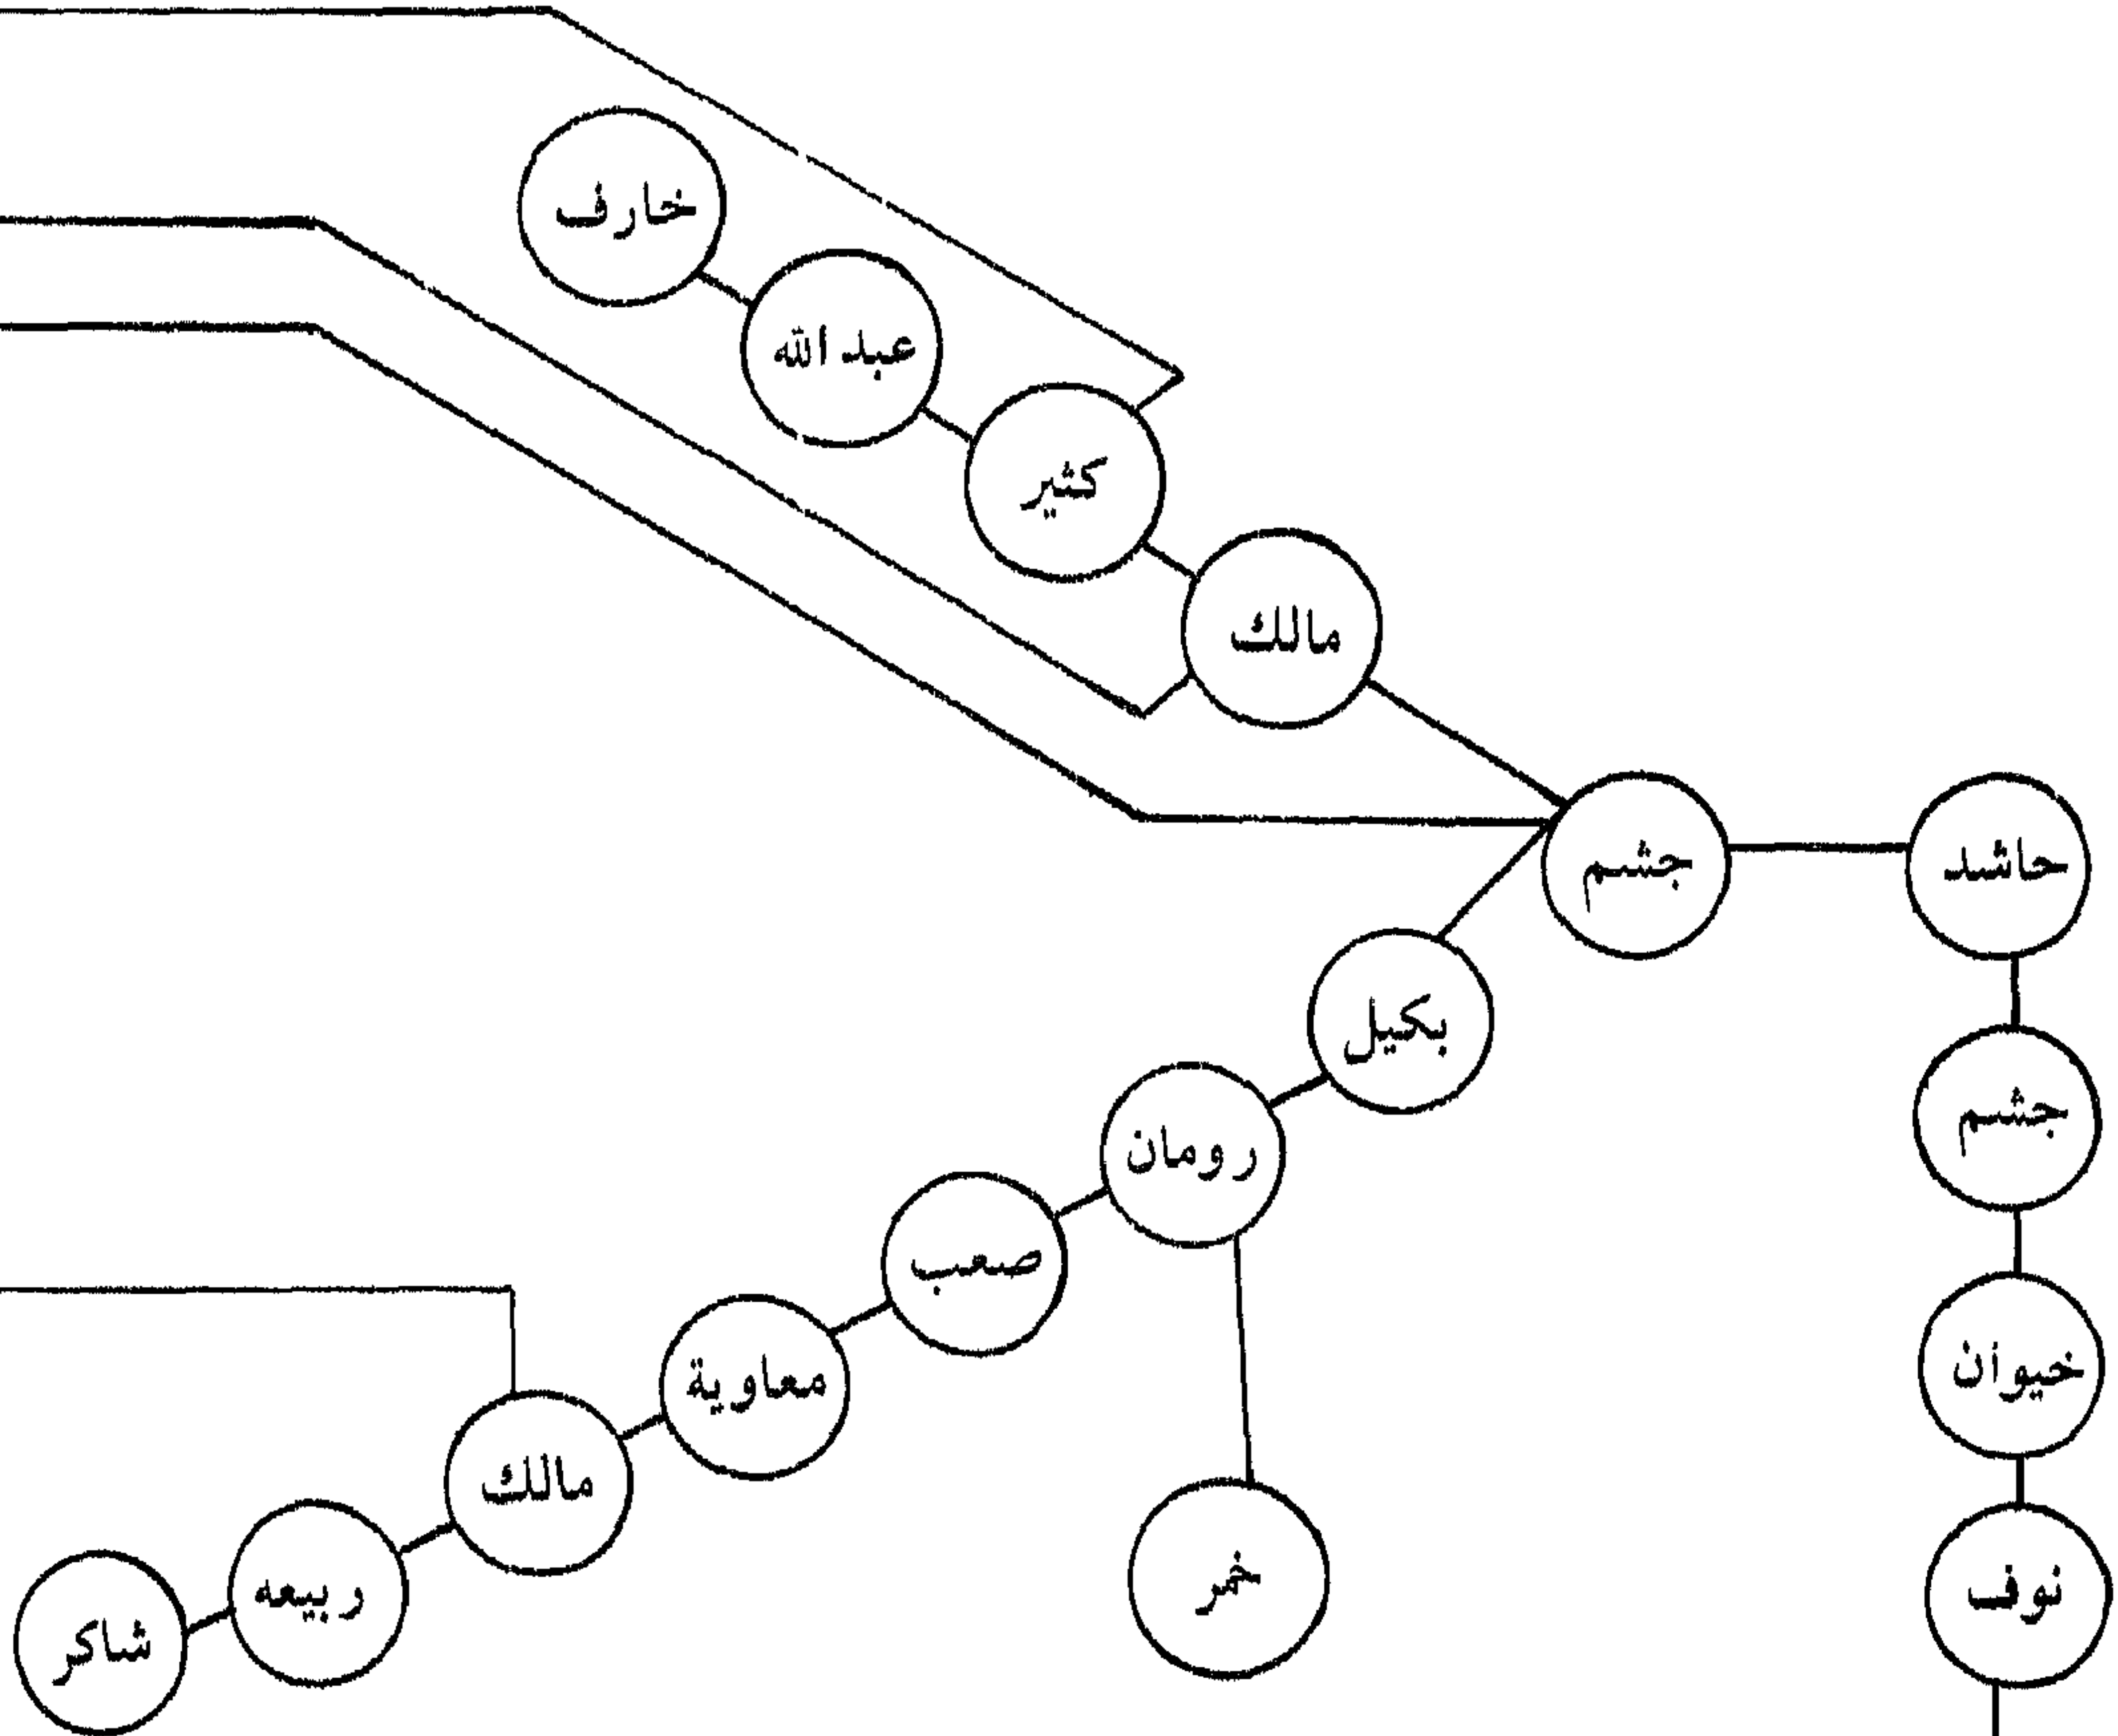 خارف
عبد الله
كثير
مالك
حاشد
جشم
بكيل
جشم
رومان
صعب
خيوان
معاوية
مالك
خمر
نوف
ربيعه
شاكر